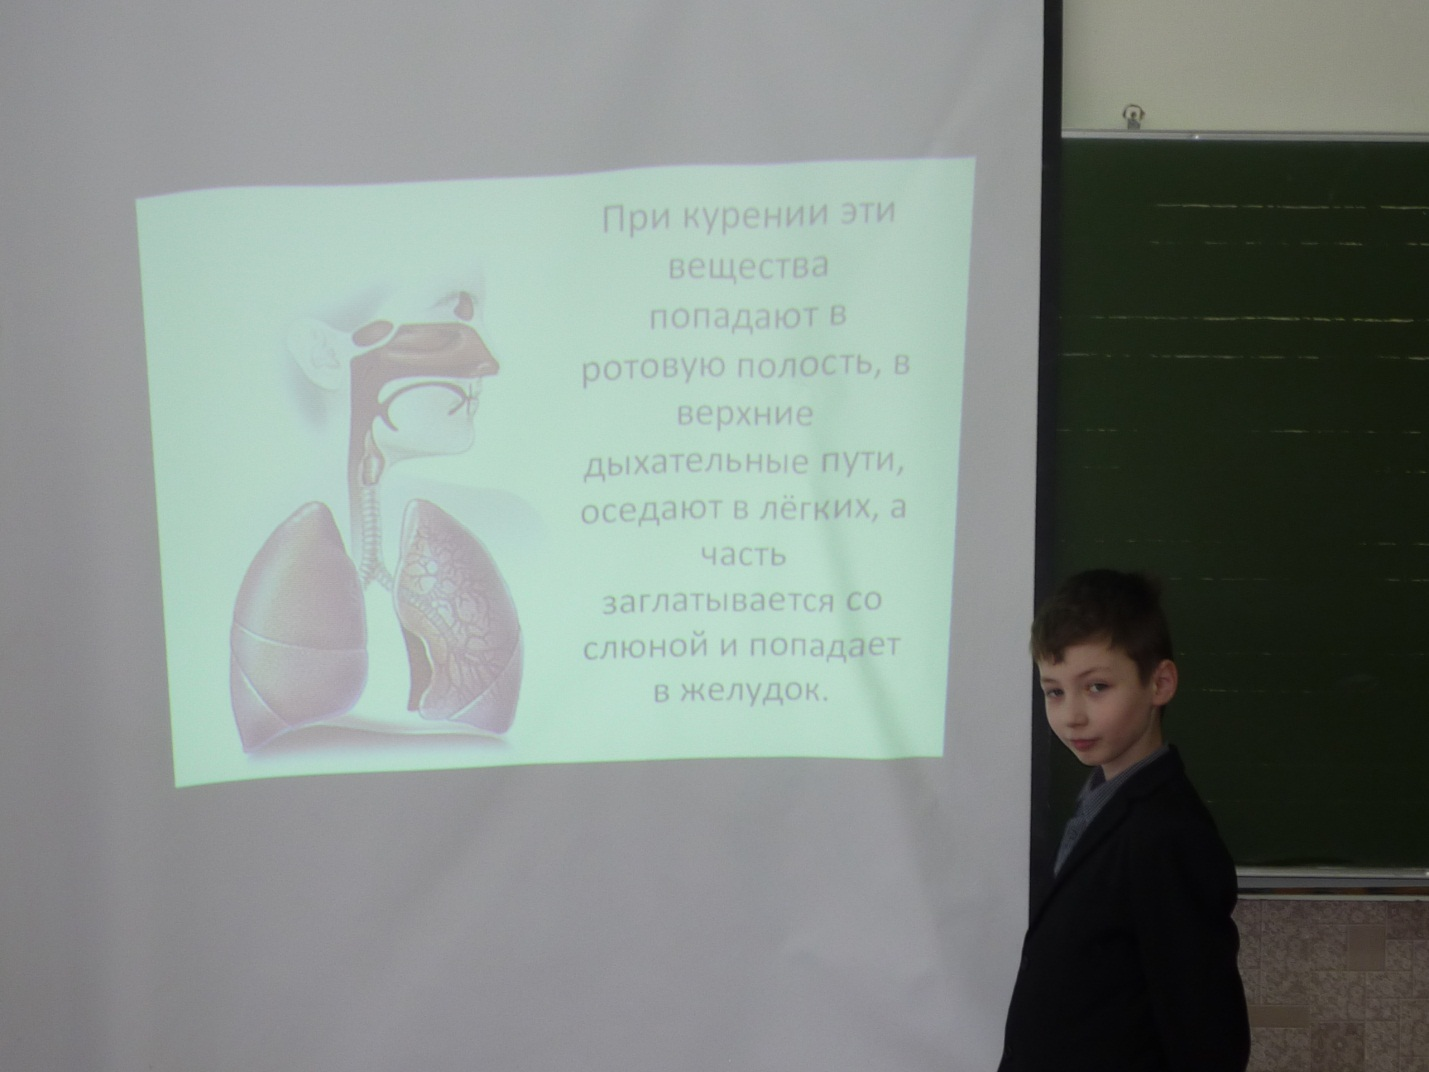 При курении эти
вещества
попадают в
ротовую полость, в
верхние
дыхательные пути,
оседают в лёгких, а
часть
заглатывается со
слюной и попадает
в желудок.